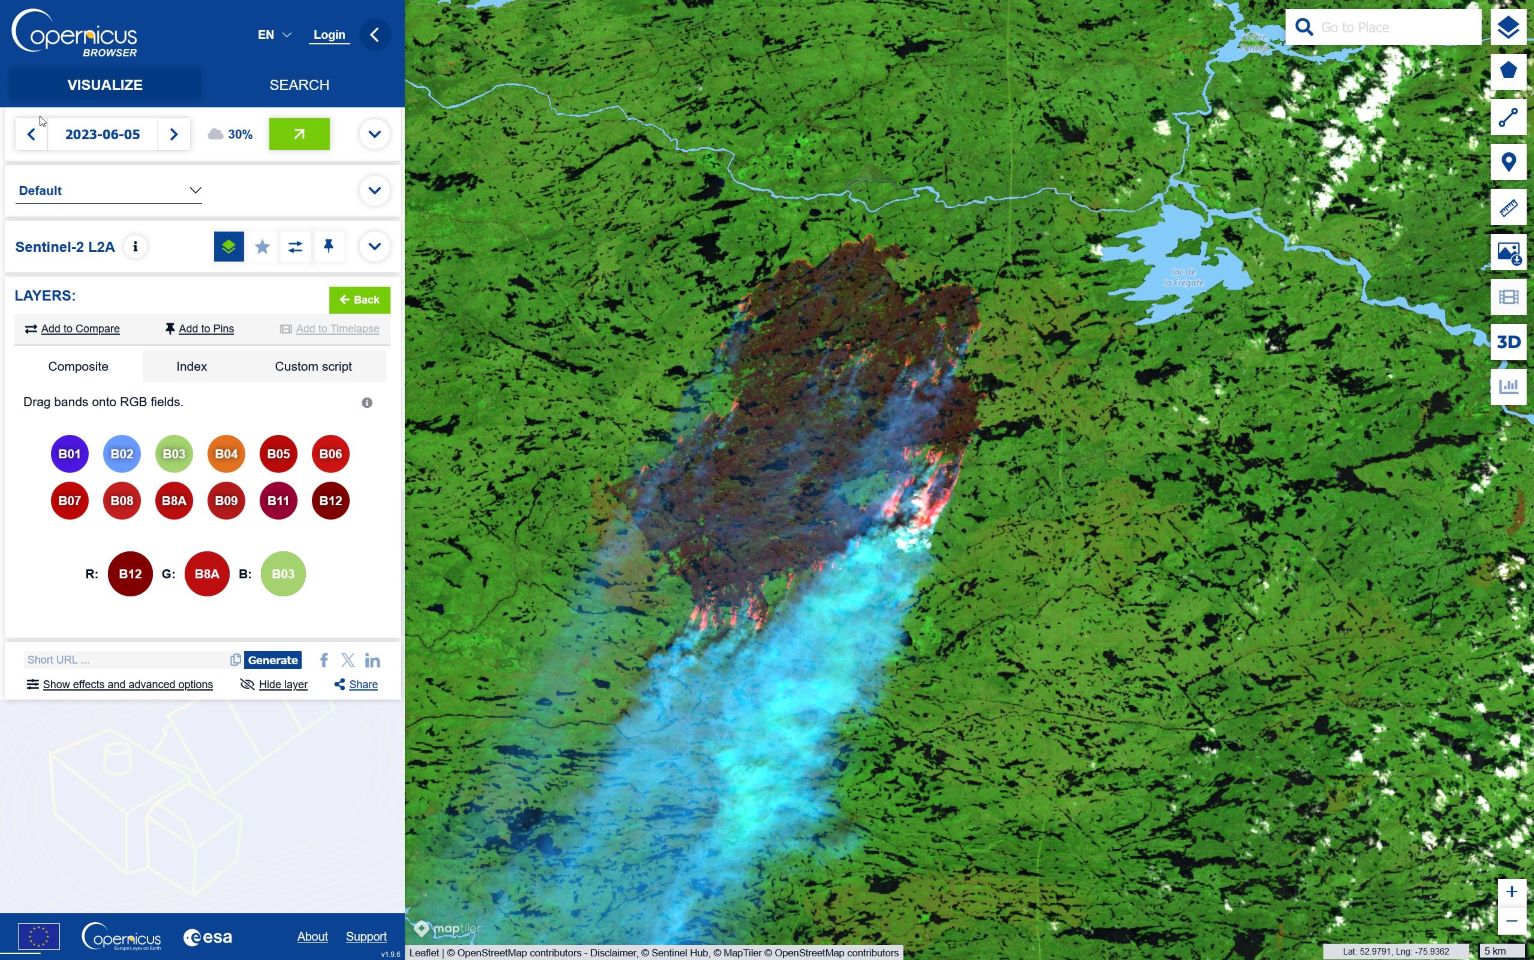 Copernicus
BROWSER
EN
Login
VISUALIZE
SEARCH
2023-06-05
30%
Default
Sentinel-2 L2A
LAYERS:
Back
Add to Compare
Add to Pins
Add to Timelapse
Composite
Index
Custom script
Drag bands onto RGB fields.
B01 B02 B03 B04 B05 B06
B07 B08 B8A B09 B11 B12
R: B12 G: B8A B: B03
Short URL ...
Generate
Show effects and advanced options
Hide layer
Share
Copernicus
Europe's eyes on Earth
esa
About
Support
v1.9.6
Go to Place
Lac de
la Frégate
3D
+
−
maptiler
Leaflet | © OpenStreetMap contributors - Disclaimer, © Sentinel Hub, © MapTiler © OpenStreetMap contributors
Lat: 52.9791, Lng: -75.9362
5 km